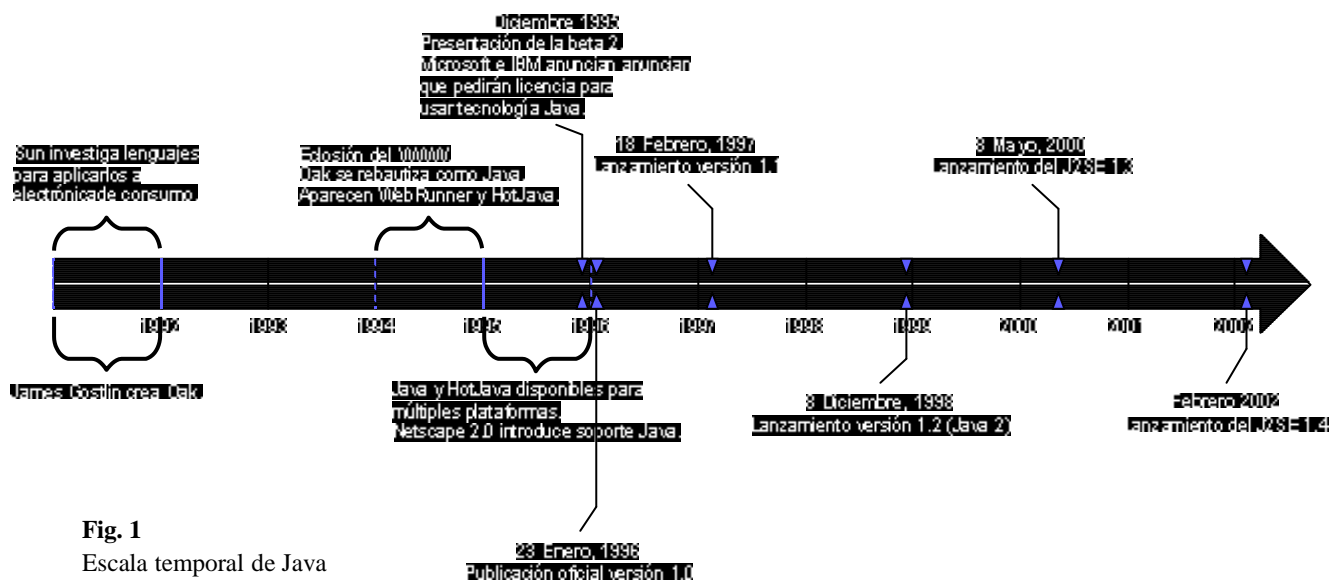 Diciembre 1995
Presentación de la beta 2.
Microsoft e IBM anuncian anuncian
que pedirán licencia para
usar tecnología Java.
Sun investiga lenguajes
para aplicarlos a
electrónicade consumo.
Eclosión del WWW
Oak se rebautiza como Java.
Aparecen WebRunner y HotJava.
18 Febrero, 1997
Lanzamiento versión 1.1
8 Mayo, 2000
Lanzamiento del J2SE 1.3
1992
1993
1994
1995
1996
1997
1998
1999
2000
2001
2002
James Gostlin crea Oak.
Java y HotJava disponibles para
múltiples plataformas.
Netscape 2.0 introduce soporte Java.
8 Diciembre, 1998
Lanzamiento versión 1.2 (Java 2)
Febrero 2002
Lanzamiento del J2SE 1.4
23 Enero, 1996
Publicación oficial versión 1.0
Fig. 1
Escala temporal de Java